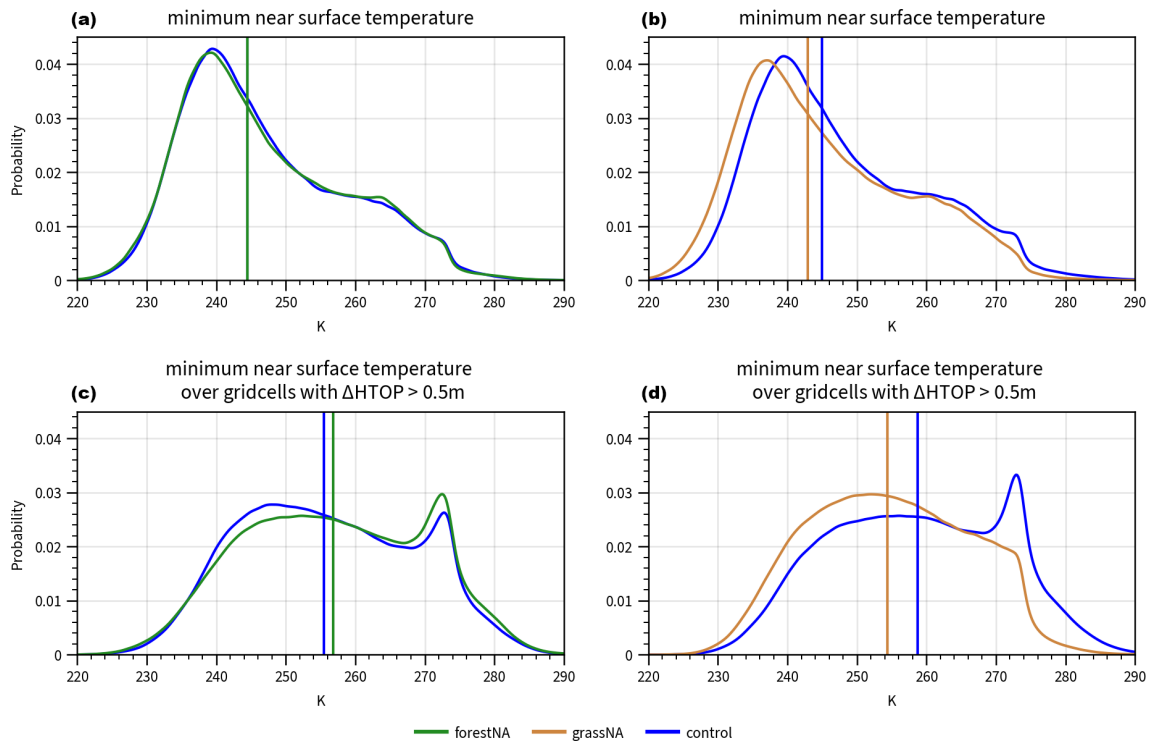 (a) minimum near surface temperature
0.04
0.03
0.02
0.01
0
Probability
220 230 240 250 260 270 280 290
K
(b) minimum near surface temperature
0.04
0.03
0.02
0.01
0
220 230 240 250 260 270 280 290
K
minimum near surface temperature
(c) over gridcells with ΔHTOP > 0.5m
0.04
0.03
0.02
0.01
0
Probability
220 230 240 250 260 270 280 290
K
minimum near surface temperature
(d) over gridcells with ΔHTOP > 0.5m
0.04
0.03
0.02
0.01
0
220 230 240 250 260 270 280 290
K
forestNA grassNA control